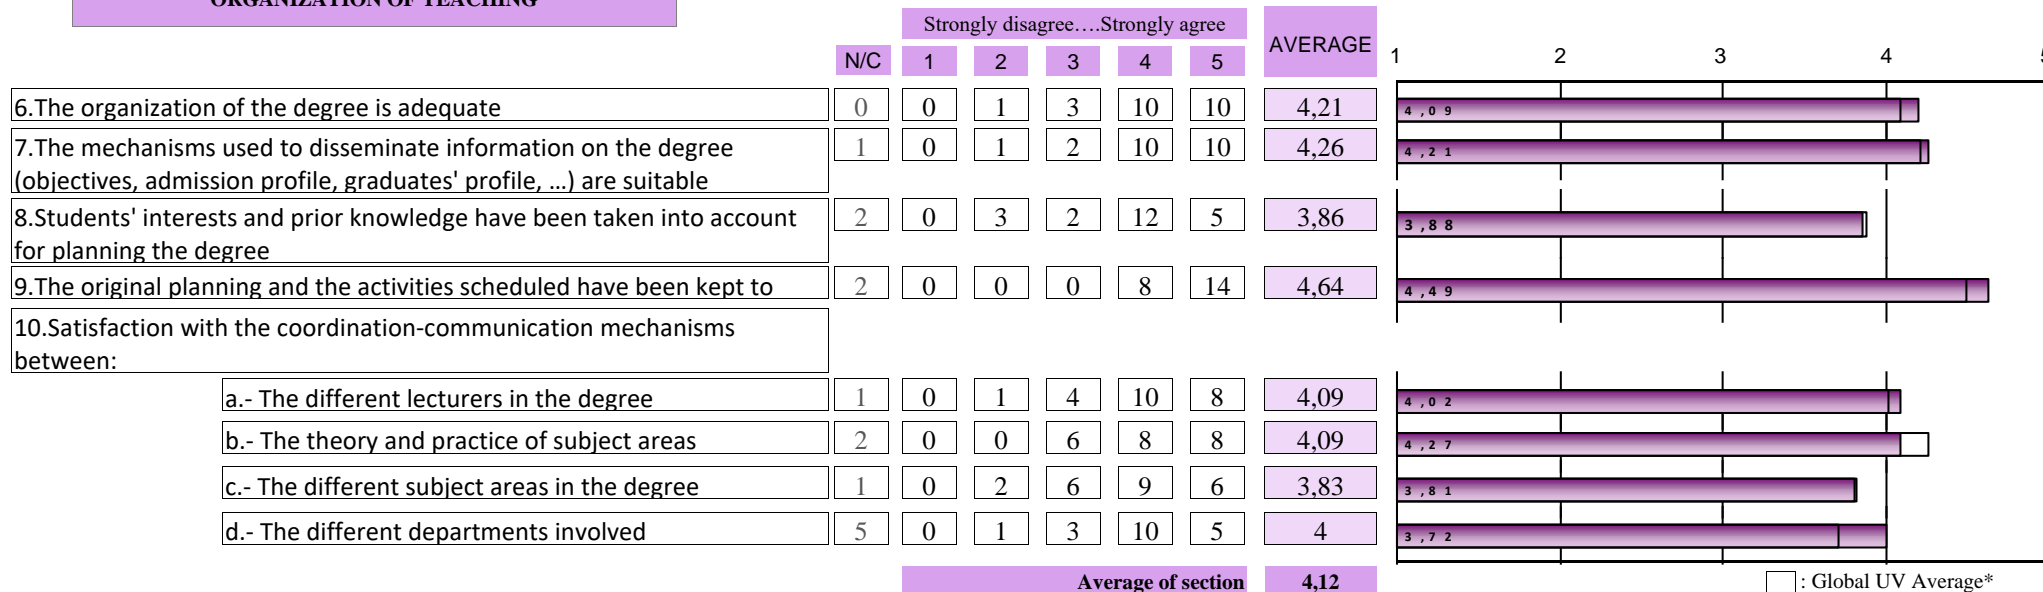 ORGANIZATION OF TEACHING
Strongly disagree….Strongly agree
AVERAGE
N/C 1 2 3 4 5
1 2 3 4 5
6.The organization of the degree is adequate 0 0 1 3 10 10 4,21 4,09
7.The mechanisms used to disseminate information on the degree 1 0 1 2 10 10 4,26 4,21
(objectives, admission profile, graduates' profile, …) are suitable
8.Students' interests and prior knowledge have been taken into account 2 0 3 2 12 5 3,86 3,88
for planning the degree
9.The original planning and the activities scheduled have been kept to 2 0 0 0 8 14 4,64 4,49
10.Satisfaction with the coordination-communication mechanisms
between:
a.- The different lecturers in the degree 1 0 1 4 10 8 4,09 4,02
b.- The theory and practice of subject areas 2 0 0 6 8 8 4,09 4,27
c.- The different subject areas in the degree 1 0 2 6 9 6 3,83 3,81
d.- The different departments involved 5 0 1 3 10 5 4 3,72
Average of section 4,12
: Global UV Average*